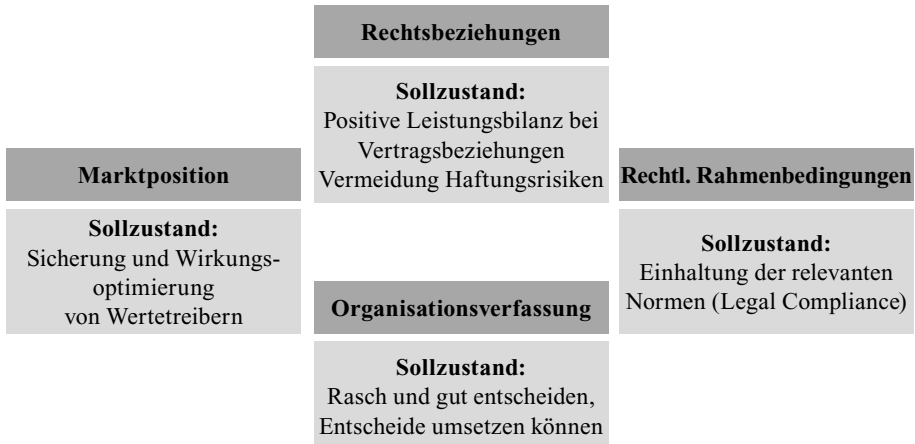 Rechtsbeziehungen
Sollzustand:
Positive Leistungsbilanz bei
Vertragsbeziehungen
Vermeidung Haftungsrisiken
Marktposition
Sollzustand:
Sicherung und Wirkungs-
optimierung
von Wertetreibern
Rechtl. Rahmenbedingungen
Sollzustand:
Einhaltung der relevanten
Normen (Legal Compliance)
Organisationsverfassung
Sollzustand:
Rasch und gut entscheiden,
Entscheide umsetzen können